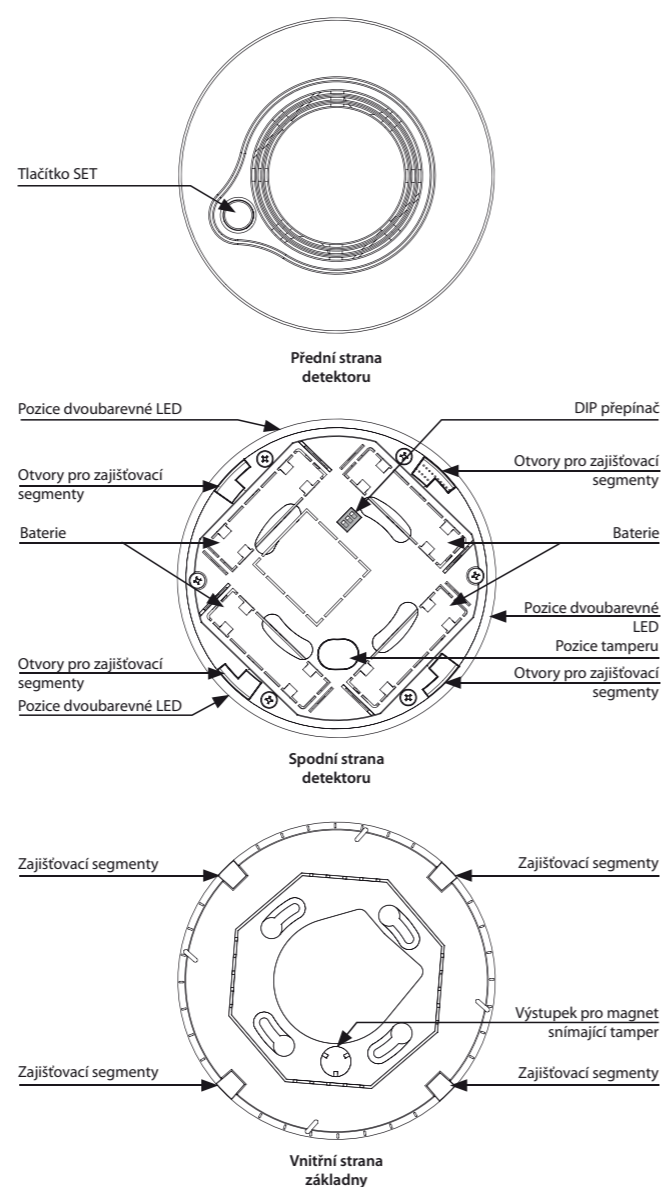 Tlačítko SET
Přední strana
detektoru
Pozice dvoubarevné LED
DIP přepínač
Otvory pro zajišťovací
segmenty
Otvory pro zajišťovací
segmenty
Baterie
Baterie
Pozice dvoubarevné
LED
Pozice tamperu
Otvory pro zajišťovací
segmenty
Otvory pro zajišťovací
segmenty
Pozice dvoubarevné LED
Spodní strana
detektoru
Zajišťovací segmenty
Zajišťovací segmenty
Výstupek pro magnet
snímající tamper
Zajišťovací segmenty
Zajišťovací segmenty
Vnitřní strana
základny